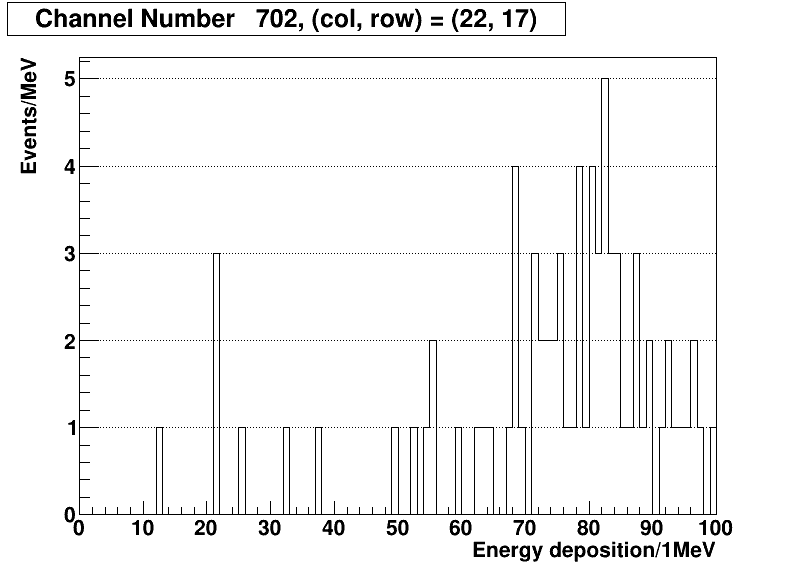 Channel Number   702, (col, row) = (22, 17)
Events/MeV
5
4
3
2
1
0
0 10 20 30 40 50 60 70 80 90 100
Energy deposition/1MeV